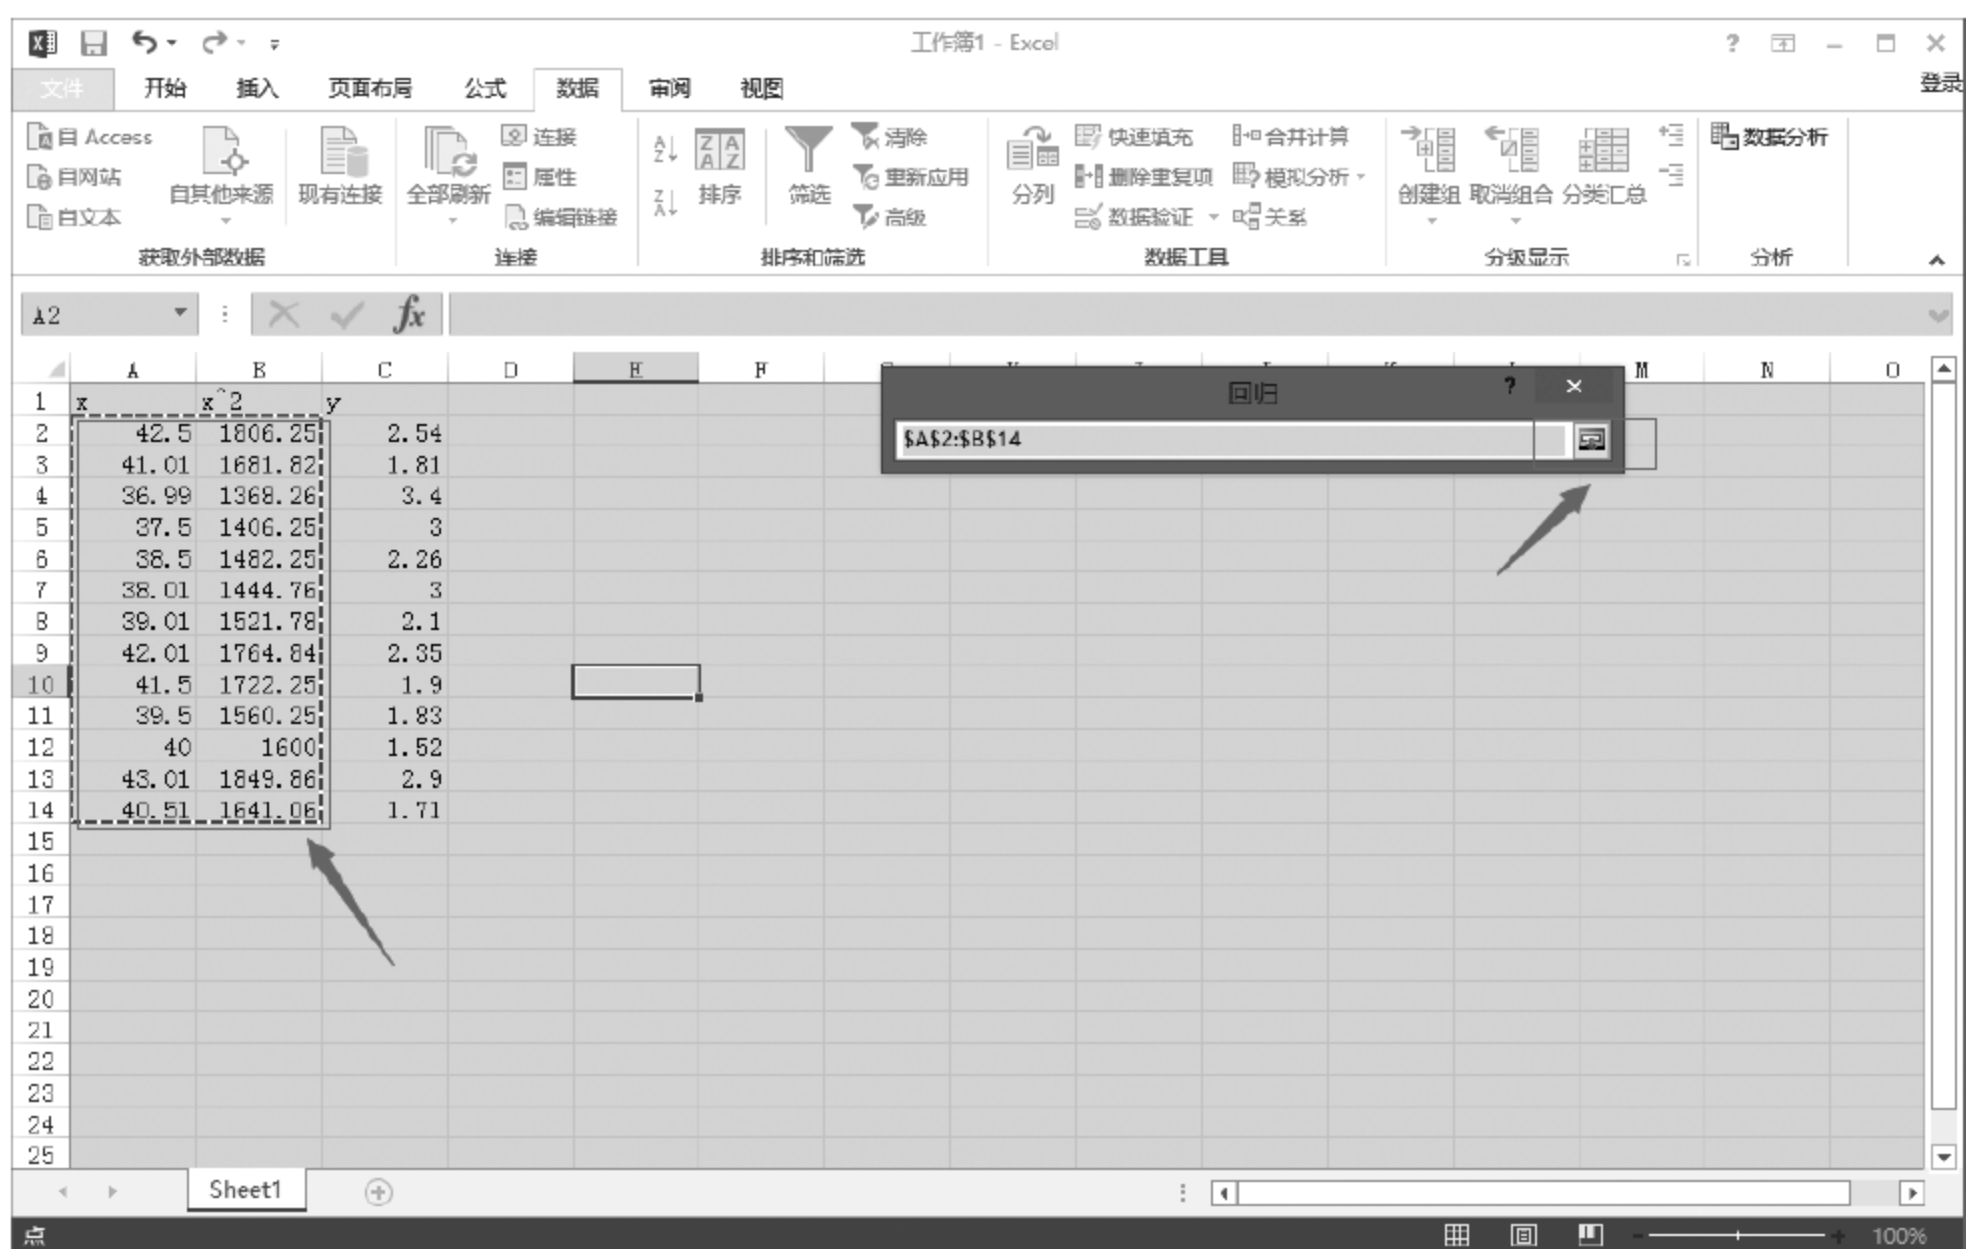 工作簿1 - Excel
?
文件 开始 插入 页面布局 公式 数据 审阅 视图 登录
自 Access
自网站
自文本
自其他来源
现有连接
获取外部数据
全部刷新
连接
属性
编辑链接
连接
排序
筛选
清除
重新应用
高级
排序和筛选
分列
快速填充
删除重复项
数据验证
合并计算
模拟分析
关系
数据工具
创建组
取消组合
分类汇总
分级显示
数据分析
分析
A2 fx
A B C D E F M N O
回归 ? ×
$A$2:$B$14
1 x x^2 y
2 42.5 1806.25 2.54
3 41.01 1681.82 1.81
4 36.99 1368.26 3.4
5 37.5 1406.25 3
6 38.5 1482.25 2.26
7 38.01 1444.76 3
8 39.01 1521.78 2.1
9 42.01 1764.84 2.35
10 41.5 1722.25 1.9
11 39.5 1560.25 1.83
12 40 1600 1.52
13 43.01 1849.86 2.9
14 40.51 1641.06 1.71
15
16
17
18
19
20
21
22
23
24
25
Sheet1
点 100%